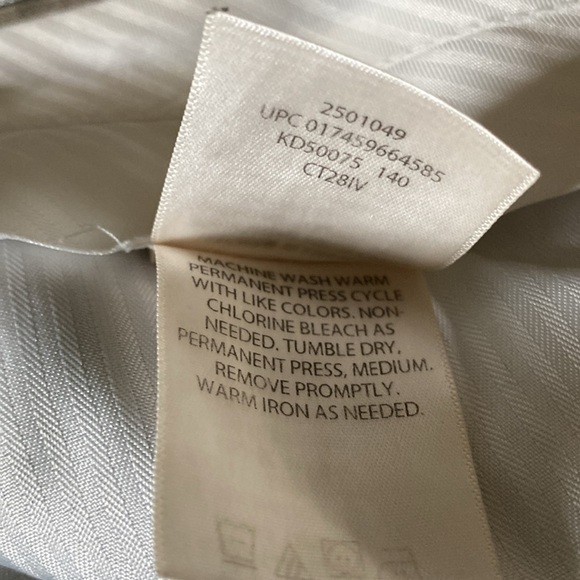 2501049
UPC 017459664585
KD50075 140
CT28IV
MACHINE WASH WARM
PERMANENT PRESS CYCLE
WITH LIKE COLORS. NON-
CHLORINE BLEACH AS
NEEDED. TUMBLE DRY,
PERMANENT PRESS, MEDIUM.
REMOVE PROMPTLY.
WARM IRON AS NEEDED.